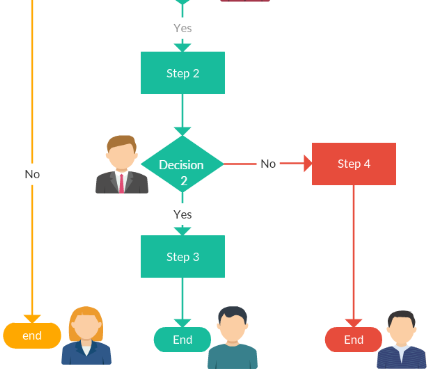 Yes
Step 2
Decision
2
No
Step 4
No
Yes
Step 3
end
End
End